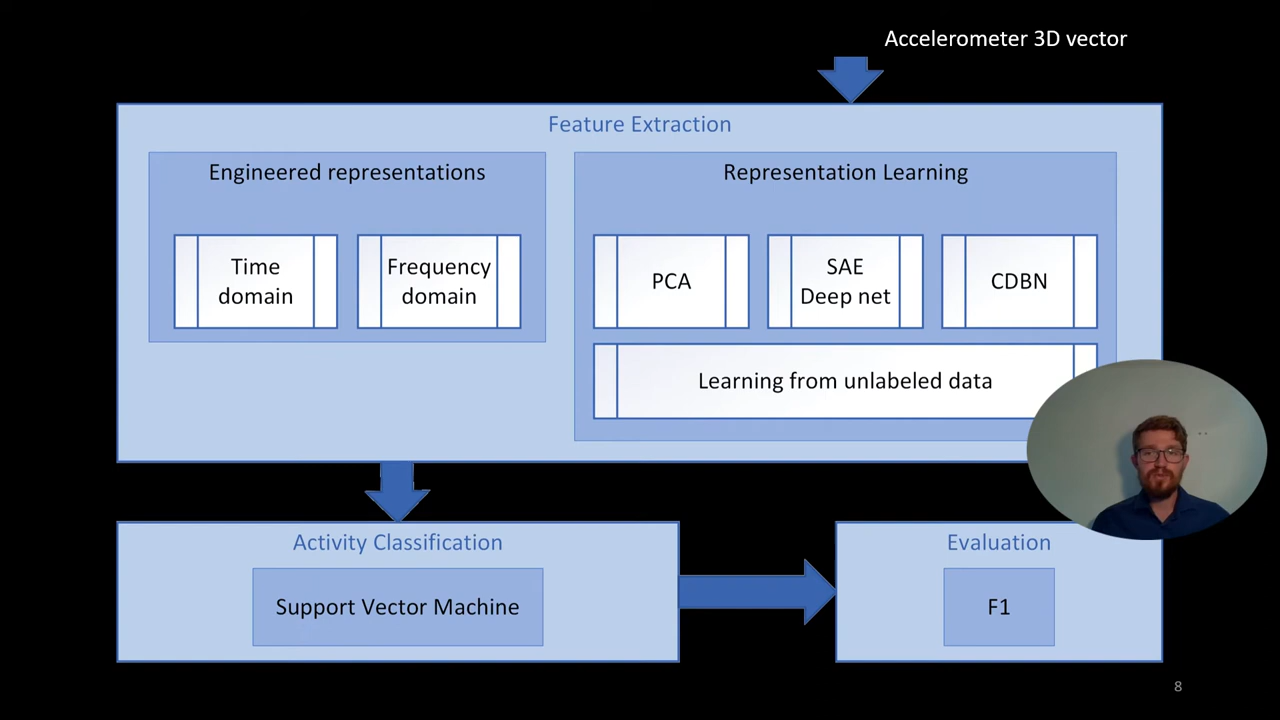 Accelerometer 3D vector
Feature Extraction
Engineered representations
Time
domain
Frequency
domain
Representation Learning
PCA
SAE
Deep net
CDBN
Learning from unlabeled data
Activity Classification
Support Vector Machine
Evaluation
F1
8